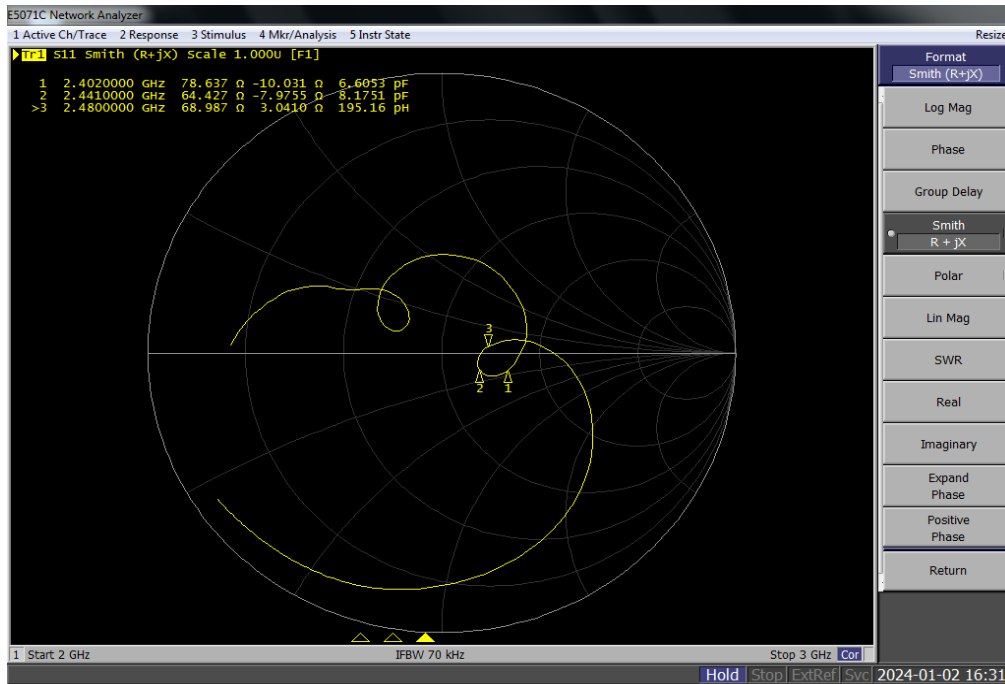 E5071C Network Analyzer
1 Active Ch/Trace 2 Response 3 Stimulus 4 Mkr/Analysis 5 Instr State
Resize
Tr1 S11 Smith (R+jX) Scale 1.000U [F1]
1 2.4020000 GHz 78.637 Ω -10.031 Ω 6.6053 pF
2 2.4410000 GHz 64.427 Ω -7.9755 Ω 8.1751 pF
>3 2.4800000 GHz 68.987 Ω 3.0410 Ω 195.16 pH
3
2
1
1 Start 2 GHz
IFBW 70 kHz
Stop 3 GHz
Cor
Format
Smith (R+jX)
Log Mag
Phase
Group Delay
Smith
R + jX
Polar
Lin Mag
SWR
Real
Imaginary
Expand
Phase
Positive
Phase
Return
Hold
Stop
ExtRef
Svc
2024-01-02 16:31